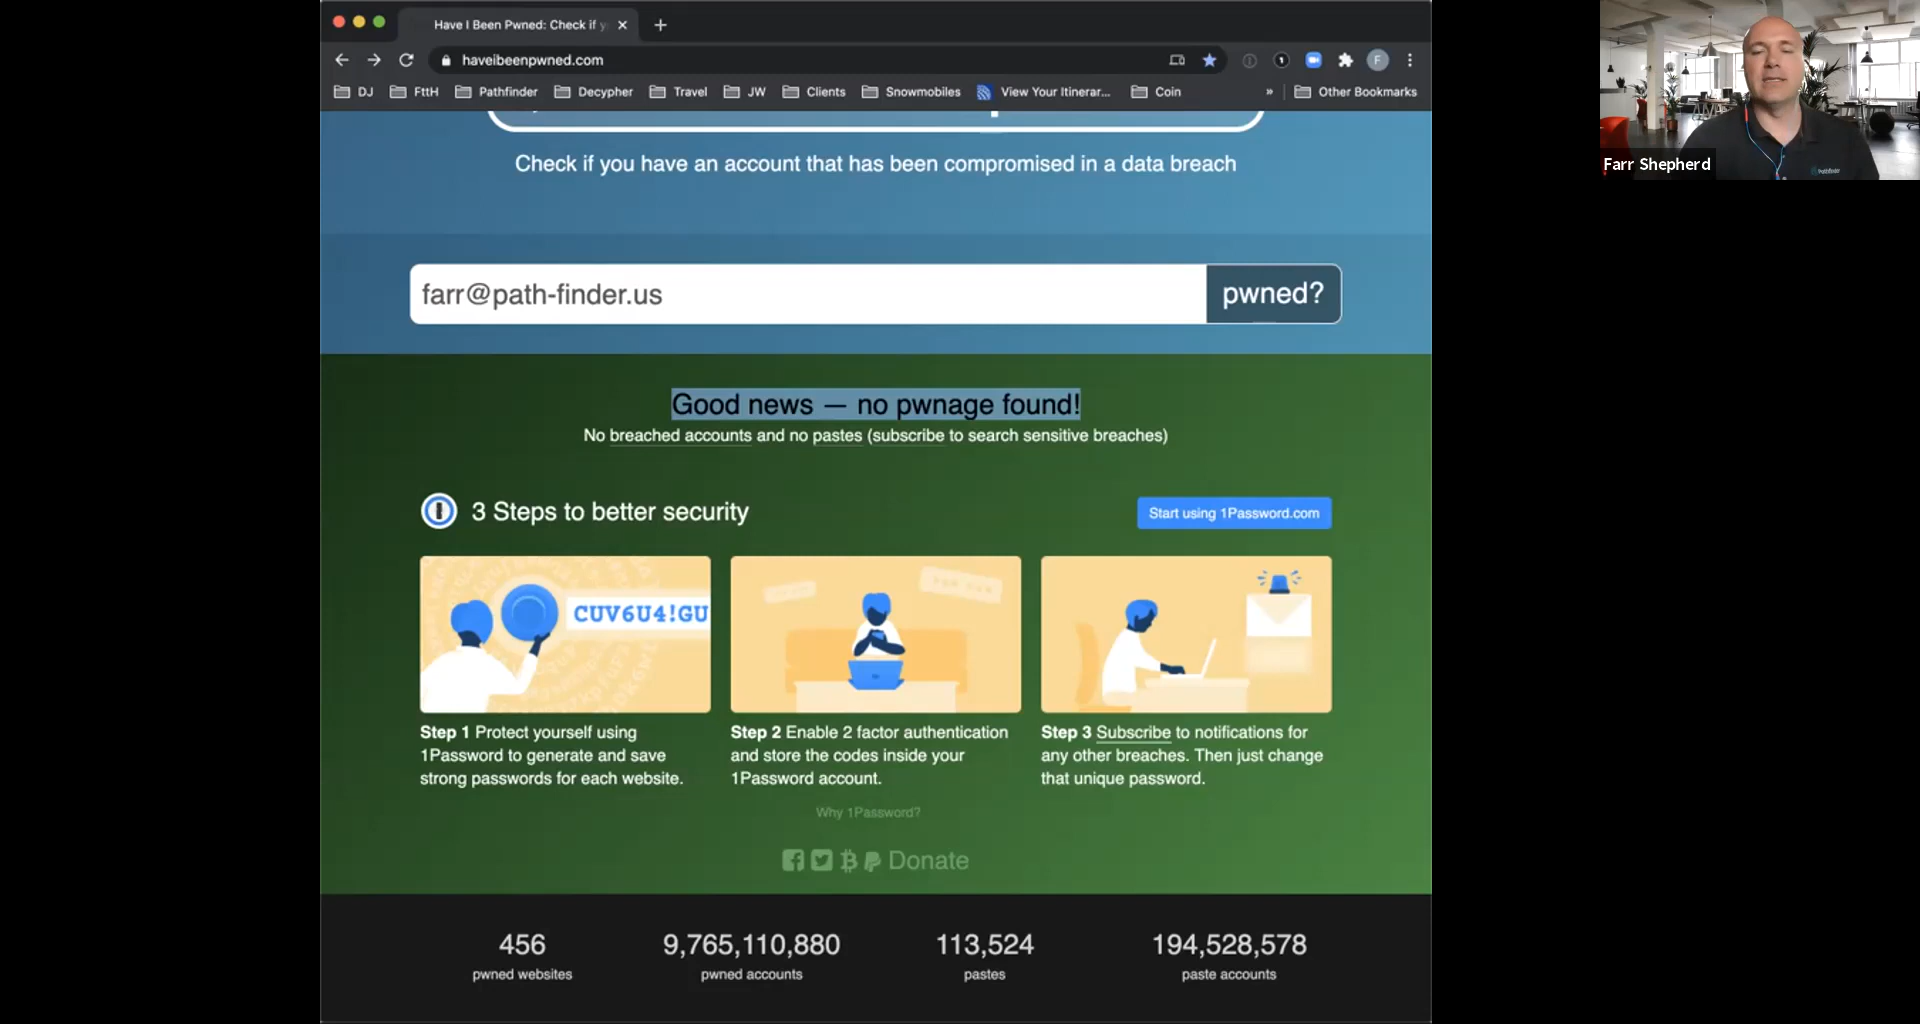 Have I Been Pwned: Check if y
haveibeenpwned.com
F
DJ
FttH
Pathfinder
Decypher
Travel
JW
Clients
Snowmobiles
View Your Itinerar...
Coin
»
Other Bookmarks
Check if you have an account that has been compromised in a data breach
farr@path-finder.us
pwned?
Good news — no pwnage found!
No breached accounts and no pastes (subscribe to search sensitive breaches)
3 Steps to better security
Start using 1Password.com
CUV6U4!GU
Step 1 Protect yourself using
1Password to generate and save
strong passwords for each website.
Step 2 Enable 2 factor authentication
and store the codes inside your
1Password account.
Step 3 Subscribe to notifications for
any other breaches. Then just change
that unique password.
Why 1Password?
Donate
456
pwned websites
9,765,110,880
pwned accounts
113,524
pastes
194,528,578
paste accounts
Farr Shepherd
Pathfinder